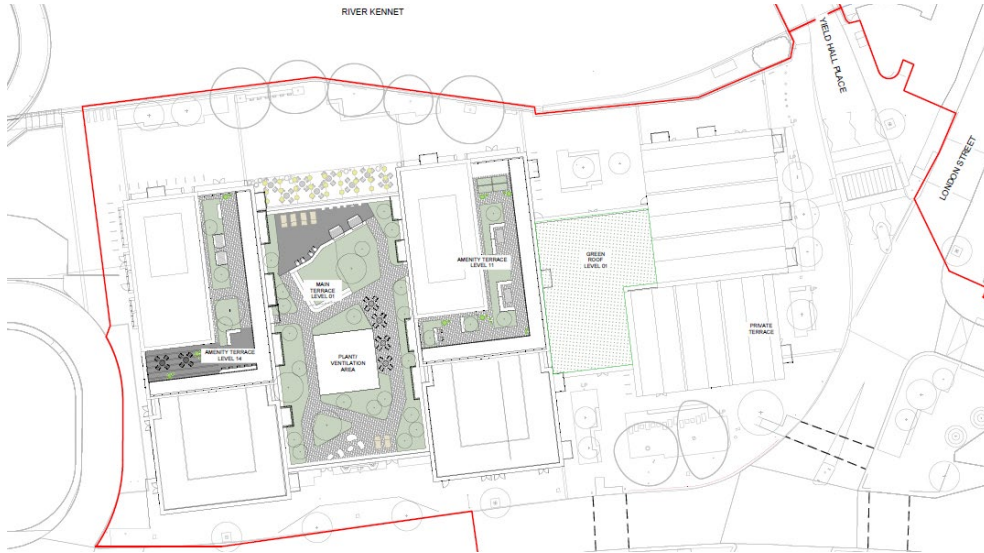 RIVER KENNET
YIELD HALL PLACE
LONDON STREET
AMENITY TERRACE
LEVEL 11
GREEN
ROOF
LEVEL 01
MAIN
TERRACE
LEVEL 01
PRIVATE
TERRACE
AMENITY TERRACE
LEVEL 14
PLANT/
VENTILATION
AREA